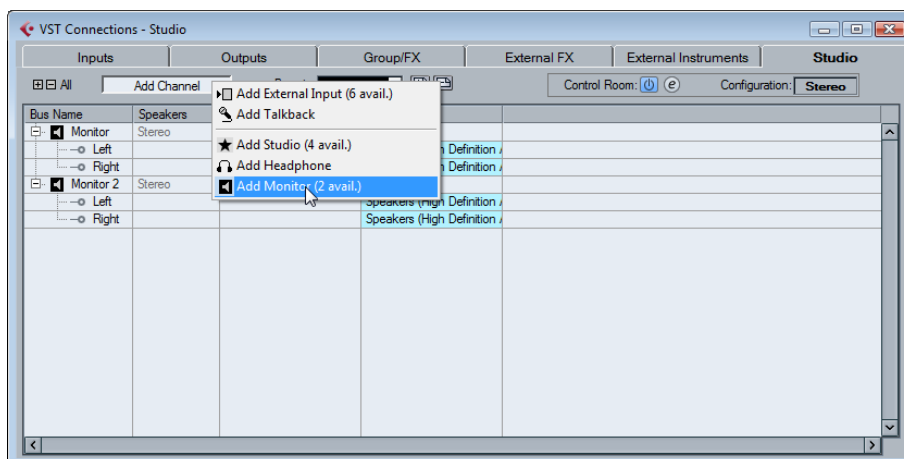 VST Connections - Studio
Inputs Outputs Group/FX External FX External Instruments Studio
All Add Channel Control Room: e Configuration: Stereo
Add External Input (6 avail.)
Add Talkback
Add Studio (4 avail.)
Add Headphone
Add Monitor (2 avail.)
Bus Name Speakers
Monitor Stereo
Left Definition
Right Definition
Monitor 2 Stereo
Left Speakers (High Definition
Right Speakers (High Definition